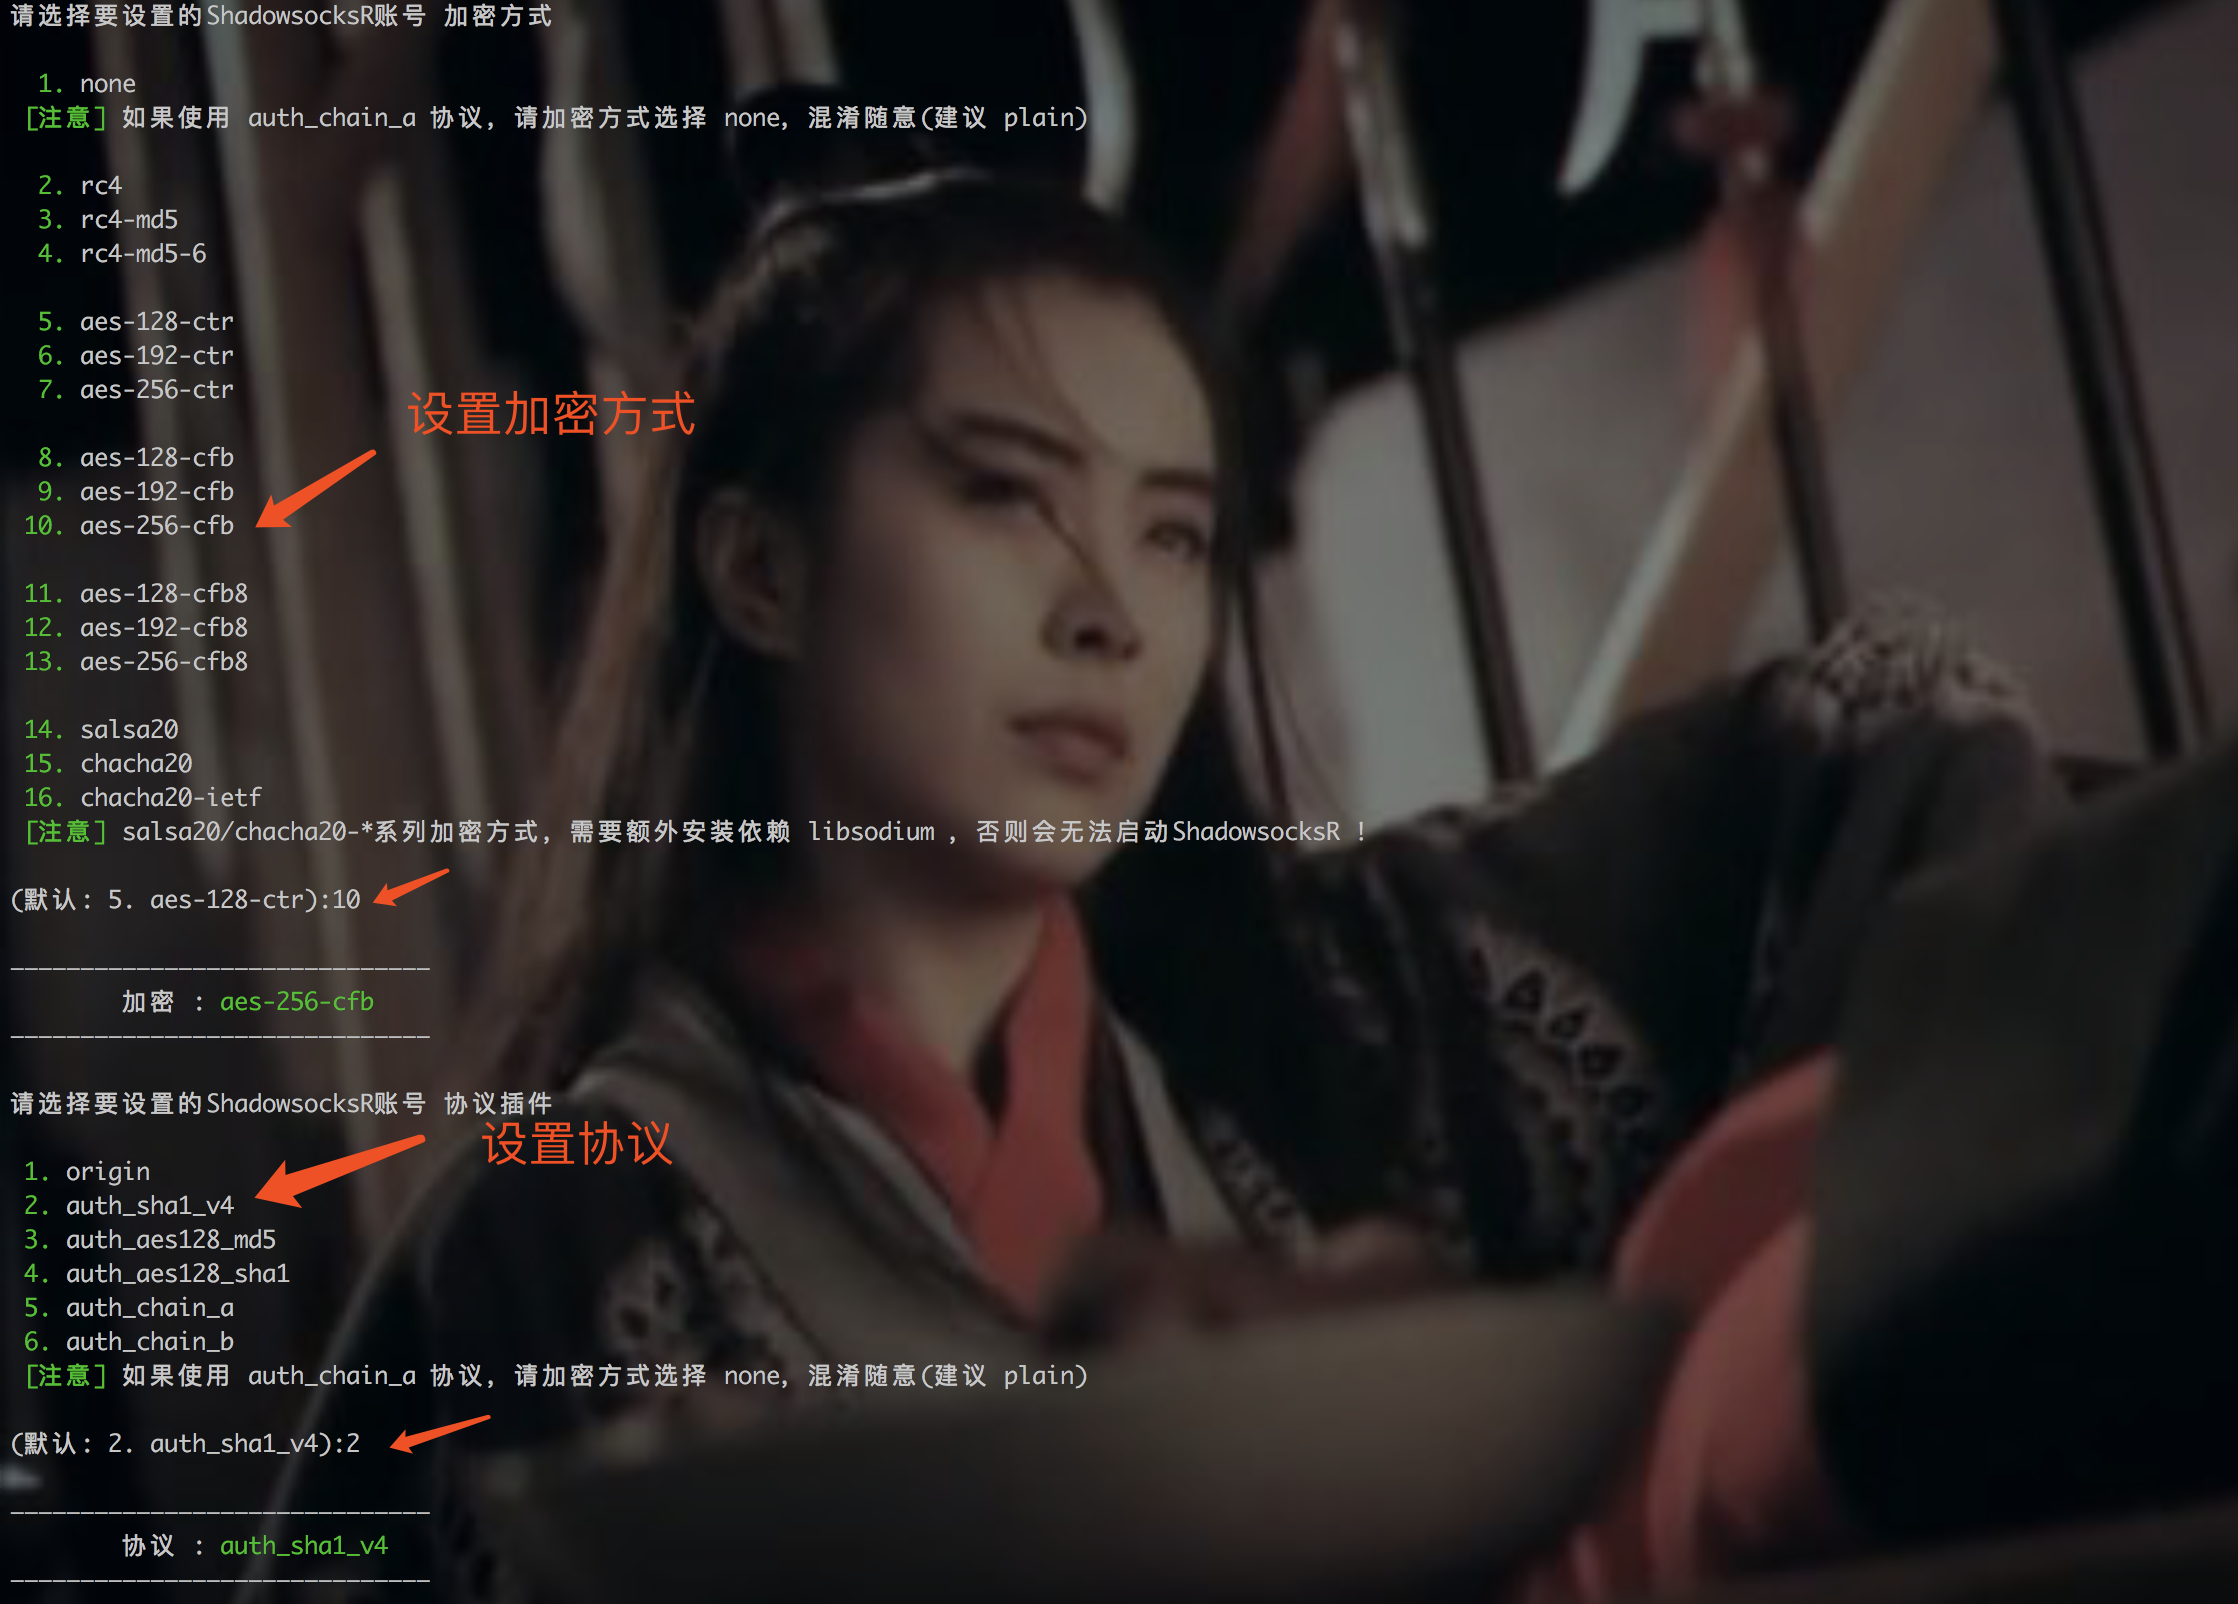 请选择要设置的ShadowsocksR账号 加密方式
1. none
[注意] 如果使用 auth_chain_a 协议, 请加密方式选择 none, 混淆随意(建议 plain)
2. rc4
3. rc4-md5
4. rc4-md5-6
5. aes-128-ctr
6. aes-192-ctr
7. aes-256-ctr
设置加密方式
8. aes-128-cfb
9. aes-192-cfb
10. aes-256-cfb
11. aes-128-cfb8
12. aes-192-cfb8
13. aes-256-cfb8
14. salsa20
15. chacha20
16. chacha20-ietf
[注意] salsa20/chacha20-*系列加密方式, 需要额外安装依赖 libsodium , 否则会无法启动ShadowsocksR !
(默认: 5. aes-128-ctr):10
——————————————————————————————
加密 : aes-256-cfb
——————————————————————————————
请选择要设置的ShadowsocksR账号 协议插件
设置协议
1. origin
2. auth_sha1_v4
3. auth_aes128_md5
4. auth_aes128_sha1
5. auth_chain_a
6. auth_chain_b
[注意] 如果使用 auth_chain_a 协议, 请加密方式选择 none, 混淆随意(建议 plain)
(默认: 2. auth_sha1_v4):2
——————————————————————————————
协议 : auth_sha1_v4
——————————————————————————————